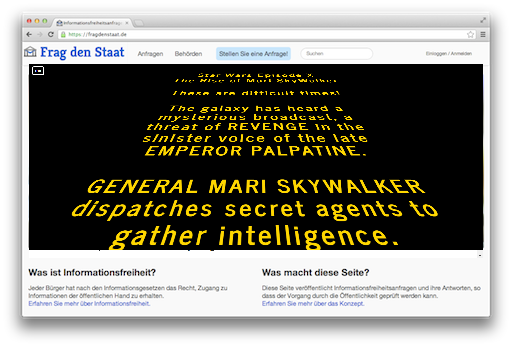 Informationsfreiheitsanfragen
https://fragdenstaat.de
Frag den Staat
Anfragen
Behörden
Stellen Sie eine Anfrage!
Suchen
Einloggen / Anmelden
Star Wars Episode X
The Rise of Mari SkyWalker
These are difficult times!
The galaxy has heard a
mysterious broadcast, a
threat of REVENGE in the
sinister voice of the late
EMPEROR PALPATINE.
GENERAL MARI SKYWALKER
dispatches secret agents to
gather intelligence.
Was ist Informationsfreiheit?
Jeder Bürger hat nach den Informationsgesetzen das Recht, Zugang zu
Informationen der öffentlichen Hand zu erhalten.
Erfahren Sie mehr über Informationsfreiheit.
Was macht diese Seite?
Diese Seite veröffentlicht Informationsfreiheitsanfragen und ihre Antworten, so
dass der Vorgang durch die Öffentlichkeit geprüft werden kann.
Erfahren Sie mehr über das Konzept.